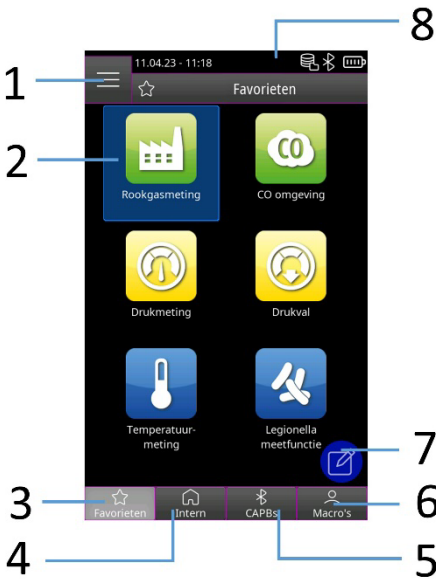 8
11.04.23 - 11:18
1
Favorieten
2
CO
Rookgasmeting
CO omgeving
Drukmeting
Drukval
Temperatuur-
meting
Legionella
meetfunctie
7
3
Favorieten
Intern
CAPBs
Macro's
6
4
5